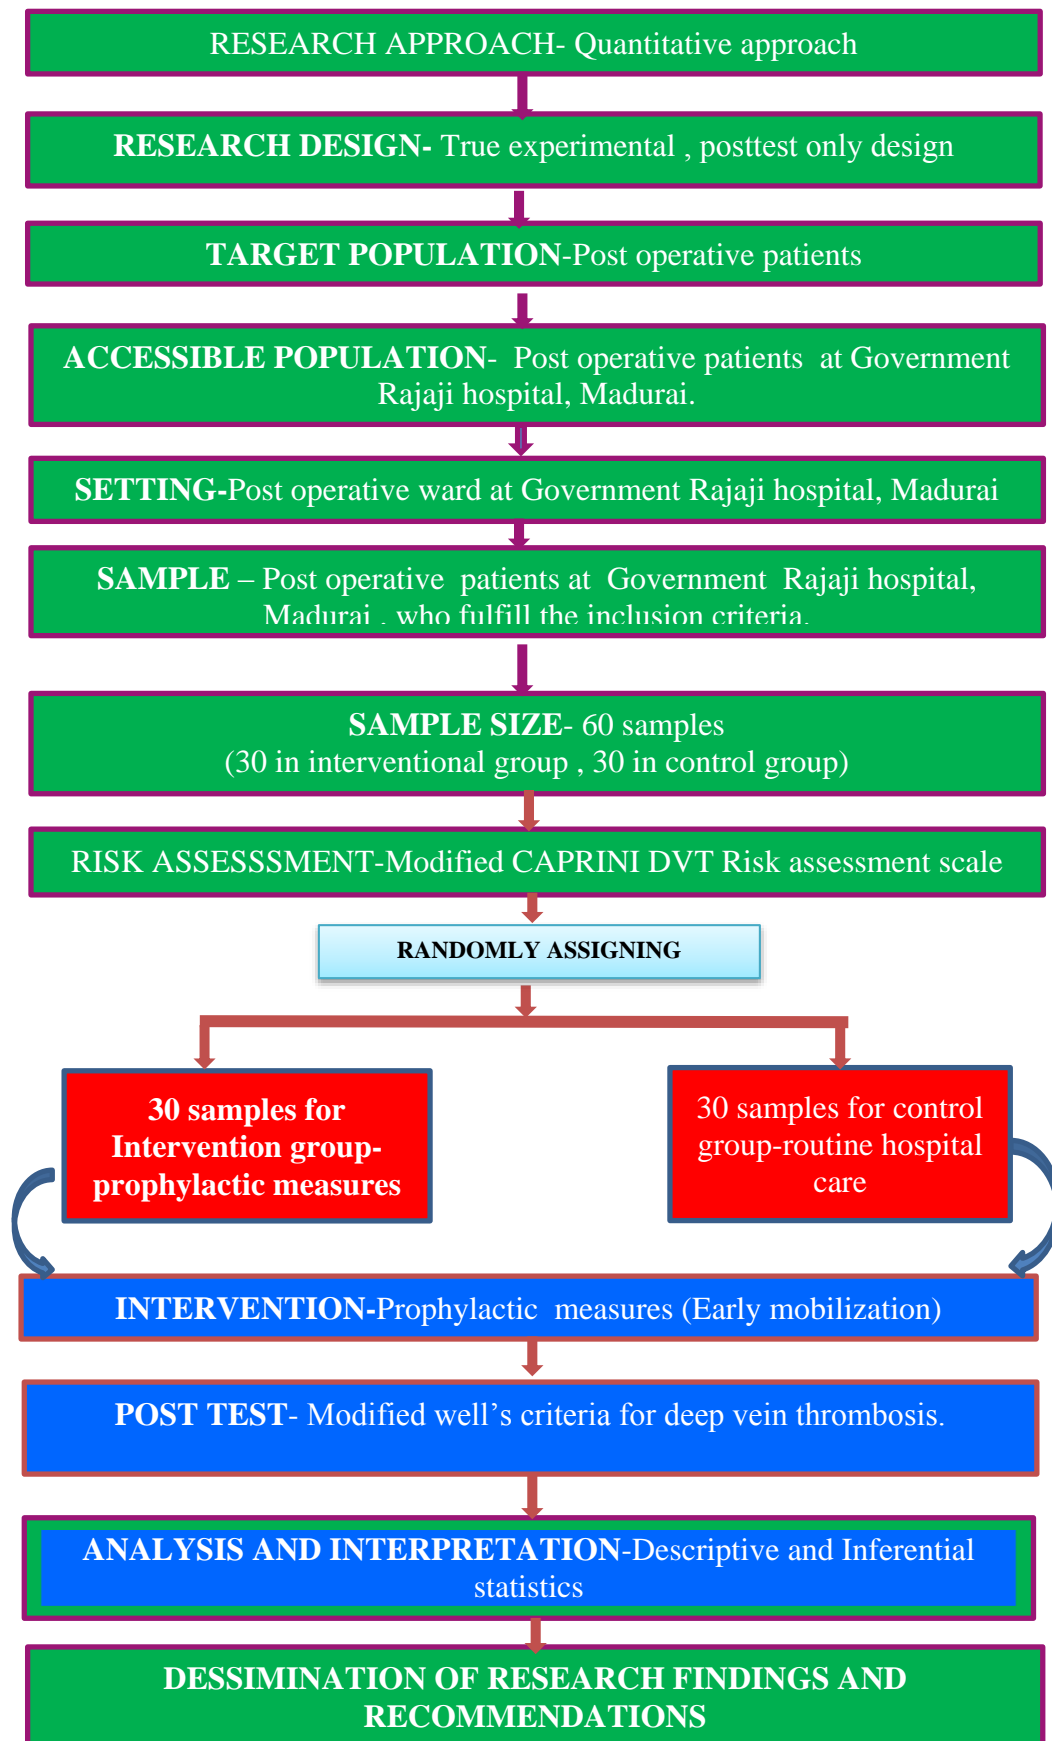 RESEARCH APPROACH- Quantitative approach
RESEARCH DESIGN- True experimental , posttest only design
TARGET POPULATION-Post operative patients
ACCESSIBLE POPULATION- Post operative patients at Government
Rajaji hospital, Madurai.
SETTING-Post operative ward at Government Rajaji hospital, Madurai
SAMPLE – Post operative patients at Government Rajaji hospital,
Madurai , who fulfill the inclusion criteria.
SAMPLE SIZE- 60 samples
(30 in interventional group , 30 in control group)
RISK ASSESSSMENT-Modified CAPRINI DVT Risk assessment scale
RANDOMLY ASSIGNING
30 samples for
Intervention group-
prophylactic measures
30 samples for control
group-routine hospital
care
INTERVENTION-Prophylactic measures (Early mobilization)
POST TEST- Modified well’s criteria for deep vein thrombosis.
ANALYSIS AND INTERPRETATION-Descriptive and Inferential
statistics
DESSIMINATION OF RESEARCH FINDINGS AND
RECOMMENDATIONS